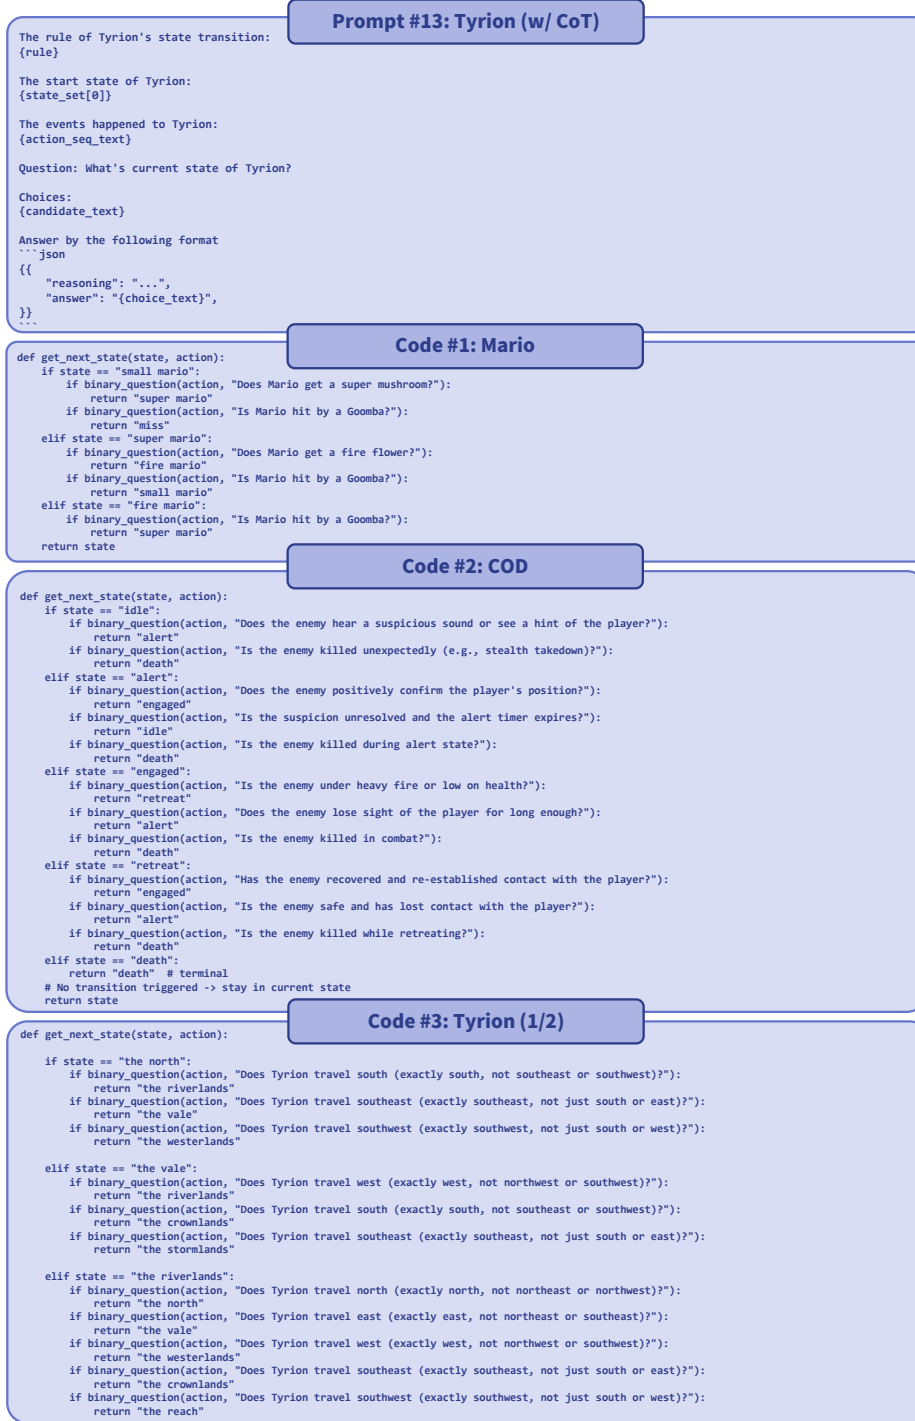 Prompt #13: Tyrion (w/ CoT)
The rule of Tyrion's state transition:
{rule}

The start state of Tyrion:
{state_set[0]}

The events happened to Tyrion:
{action_seq_text}

Question: What's current state of Tyrion?

Choices:
{candidate_text}

Answer by the following format
```json
{{
    "reasoning": "...",
    "answer": "{choice_text}",
}}
```
Code #1: Mario
def get_next_state(state, action):
    if state == "small mario":
        if binary_question(action, "Does Mario get a super mushroom?"):
            return "super mario"
        if binary_question(action, "Is Mario hit by a Goomba?"):
            return "miss"
    elif state == "super mario":
        if binary_question(action, "Does Mario get a fire flower?"):
            return "fire mario"
        if binary_question(action, "Is Mario hit by a Goomba?"):
            return "small mario"
    elif state == "fire mario":
        if binary_question(action, "Is Mario hit by a Goomba?"):
            return "super mario"
    return state
Code #2: COD
def get_next_state(state, action):
    if state == "idle":
        if binary_question(action, "Does the enemy hear a suspicious sound or see a hint of the player?"):
            return "alert"
        if binary_question(action, "Is the enemy killed unexpectedly (e.g., stealth takedown)?"):
            return "death"
    elif state == "alert":
        if binary_question(action, "Does the enemy positively confirm the player's position?"):
            return "engaged"
        if binary_question(action, "Is the suspicion unresolved and the alert timer expires?"):
            return "idle"
        if binary_question(action, "Is the enemy killed during alert state?"):
            return "death"
    elif state == "engaged":
        if binary_question(action, "Is the enemy under heavy fire or low on health?"):
            return "retreat"
        if binary_question(action, "Does the enemy lose sight of the player for long enough?"):
            return "alert"
        if binary_question(action, "Is the enemy killed in combat?"):
            return "death"
    elif state == "retreat":
        if binary_question(action, "Has the enemy recovered and re-established contact with the player?"):
            return "engaged"
        if binary_question(action, "Is the enemy safe and has lost contact with the player?"):
            return "alert"
        if binary_question(action, "Is the enemy killed while retreating?"):
            return "death"
    elif state == "death":
        return "death"  # terminal
    # No transition triggered -> stay in current state
    return state
Code #3: Tyrion (1/2)
def get_next_state(state, action):

    if state == "the north":
        if binary_question(action, "Does Tyrion travel south (exactly south, not southeast or southwest)?"):
            return "the riverlands"
        if binary_question(action, "Does Tyrion travel southeast (exactly southeast, not just south or east)?"):
            return "the vale"
        if binary_question(action, "Does Tyrion travel southwest (exactly southwest, not just south or west)?"):
            return "the westerlands"

    elif state == "the vale":
        if binary_question(action, "Does Tyrion travel west (exactly west, not northwest or southwest)?"):
            return "the riverlands"
        if binary_question(action, "Does Tyrion travel south (exactly south, not southeast or southwest)?"):
            return "the crownlands"
        if binary_question(action, "Does Tyrion travel southeast (exactly southeast, not just south or east)?"):
            return "the stormlands"

    elif state == "the riverlands":
        if binary_question(action, "Does Tyrion travel north (exactly north, not northeast or northwest)?"):
            return "the north"
        if binary_question(action, "Does Tyrion travel east (exactly east, not northeast or southeast)?"):
            return "the vale"
        if binary_question(action, "Does Tyrion travel west (exactly west, not northwest or southwest)?"):
            return "the westerlands"
        if binary_question(action, "Does Tyrion travel southeast (exactly southeast, not just south or east)?"):
            return "the crownlands"
        if binary_question(action, "Does Tyrion travel southwest (exactly southwest, not just south or west)?"):
            return "the reach"